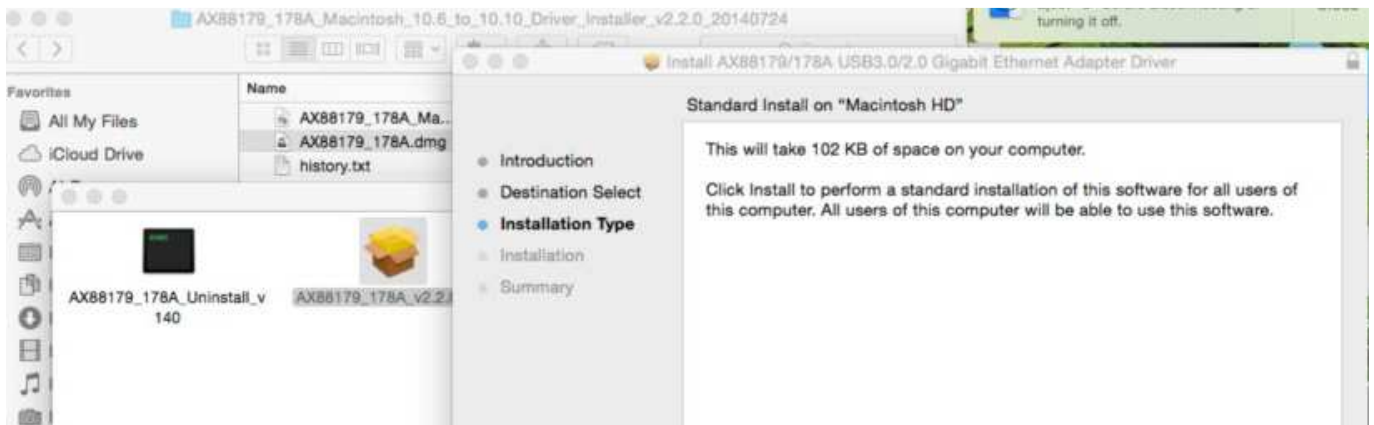 AX88179_178A_Macintosh_10.6_to_10.10_Driver_Installer_v2.2.0_20140724
turning it off.
Install AX88179/178A USB3.0/2.0 Gigabit Ethernet Adapter Driver
Favorites
All My Files
iCloud Drive
Name
AX88179_178A_Ma...
AX88179_178A.dmg
history.txt
AX88179_178A_Uninstall_v
140
AX88179_178A_v2.2.
Standard Install on "Macintosh HD"
Introduction
Destination Select
Installation Type
Installation
Summary
This will take 102 KB of space on your computer.
Click Install to perform a standard installation of this software for all users of
this computer. All users of this computer will be able to use this software.